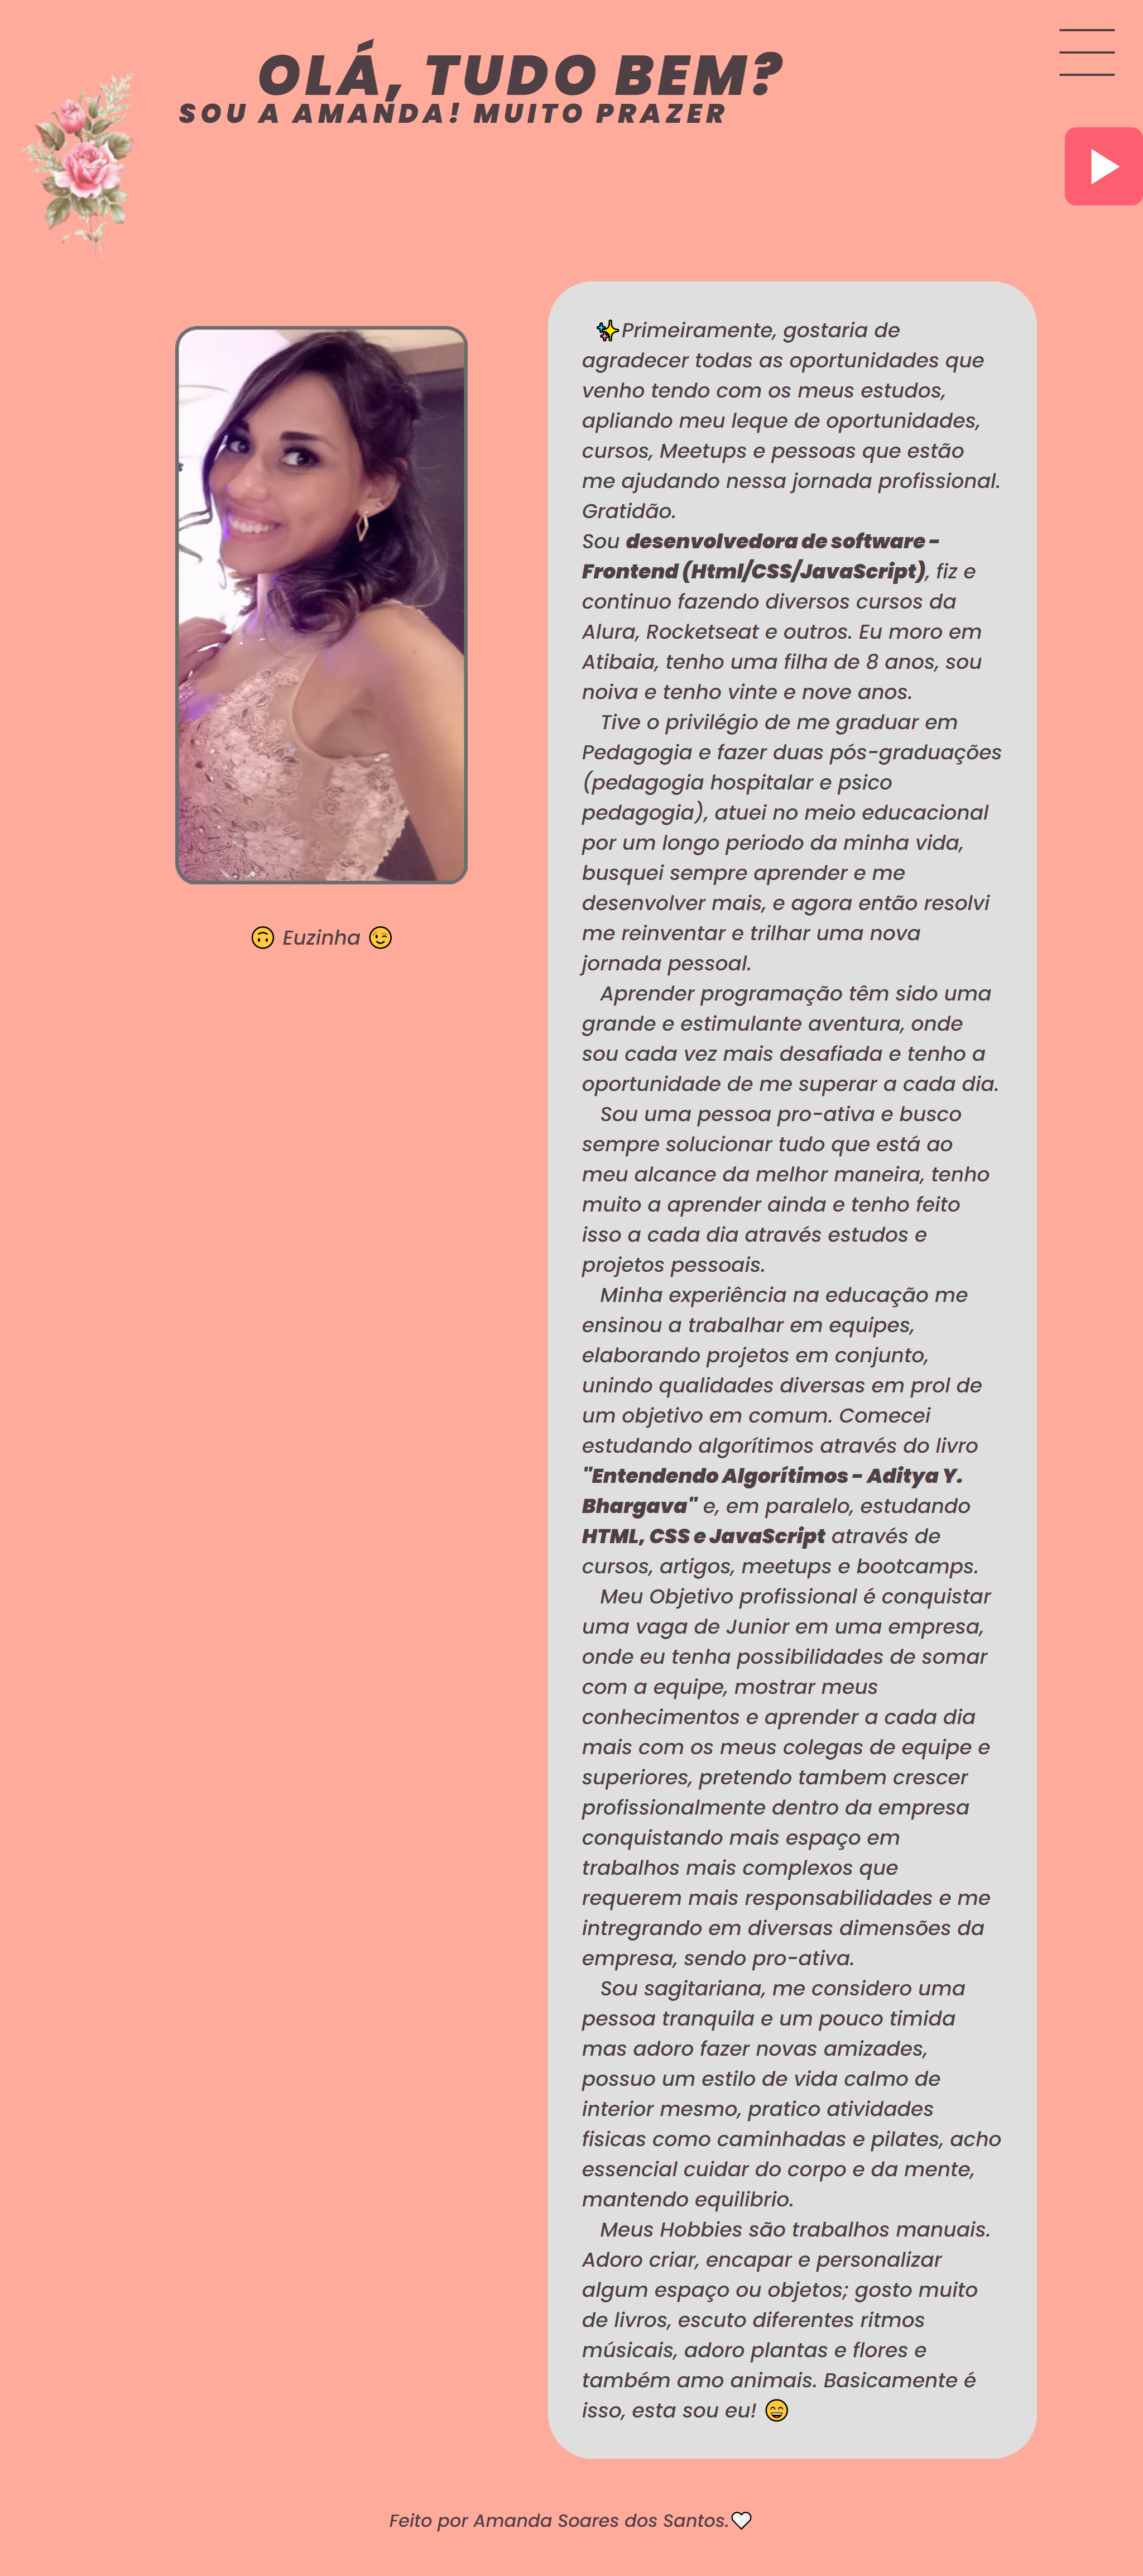 OLÁ, TUDO BEM?
SOU A AMANDA! MUITO PRAZER
✨Primeiramente, gostaria de
agradecer todas as oportunidades que
venho tendo com os meus estudos,
apliando meu leque de oportunidades,
cursos, Meetups e pessoas que estão
me ajudando nessa jornada profissional.
Gratidão.
Sou desenvolvedora de software -
Frontend (Html/CSS/JavaScript), fiz e
continuo fazendo diversos cursos da
Alura, Rocketseat e outros. Eu moro em
Atibaia, tenho uma filha de 8 anos, sou
noiva e tenho vinte e nove anos.
Tive o privilégio de me graduar em
Pedagogia e fazer duas pós-graduações
(pedagogia hospitalar e psico
pedagogia), atuei no meio educacional
por um longo periodo da minha vida,
busquei sempre aprender e me
desenvolver mais, e agora então resolvi
me reinventar e trilhar uma nova
jornada pessoal.
Aprender programação têm sido uma
grande e estimulante aventura, onde
sou cada vez mais desafiada e tenho a
oportunidade de me superar a cada dia.
Sou uma pessoa pro-ativa e busco
sempre solucionar tudo que está ao
meu alcance da melhor maneira, tenho
muito a aprender ainda e tenho feito
isso a cada dia através estudos e
projetos pessoais.
Minha experiência na educação me
ensinou a trabalhar em equipes,
elaborando projetos em conjunto,
unindo qualidades diversas em prol de
um objetivo em comum. Comecei
estudando algorítimos através do livro
"Entendendo Algorítimos - Aditya Y.
Bhargava" e, em paralelo, estudando
HTML, CSS e JavaScript através de
cursos, artigos, meetups e bootcamps.
Meu Objetivo profissional é conquistar
uma vaga de Junior em uma empresa,
onde eu tenha possibilidades de somar
com a equipe, mostrar meus
conhecimentos e aprender a cada dia
mais com os meus colegas de equipe e
superiores, pretendo tambem crescer
profissionalmente dentro da empresa
conquistando mais espaço em
trabalhos mais complexos que
requerem mais responsabilidades e me
intregrando em diversas dimensões da
empresa, sendo pro-ativa.
Sou sagitariana, me considero uma
pessoa tranquila e um pouco timida
mas adoro fazer novas amizades,
possuo um estilo de vida calmo de
interior mesmo, pratico atividades
fisicas como caminhadas e pilates, acho
essencial cuidar do corpo e da mente,
mantendo equilibrio.
Meus Hobbies são trabalhos manuais.
Adoro criar, encapar e personalizar
algum espaço ou objetos; gosto muito
de livros, escuto diferentes ritmos
músicais, adoro plantas e flores e
também amo animais. Basicamente é
isso, esta sou eu! 😄
🙃 Euzinha 😉
Feito por Amanda Soares dos Santos.🤍